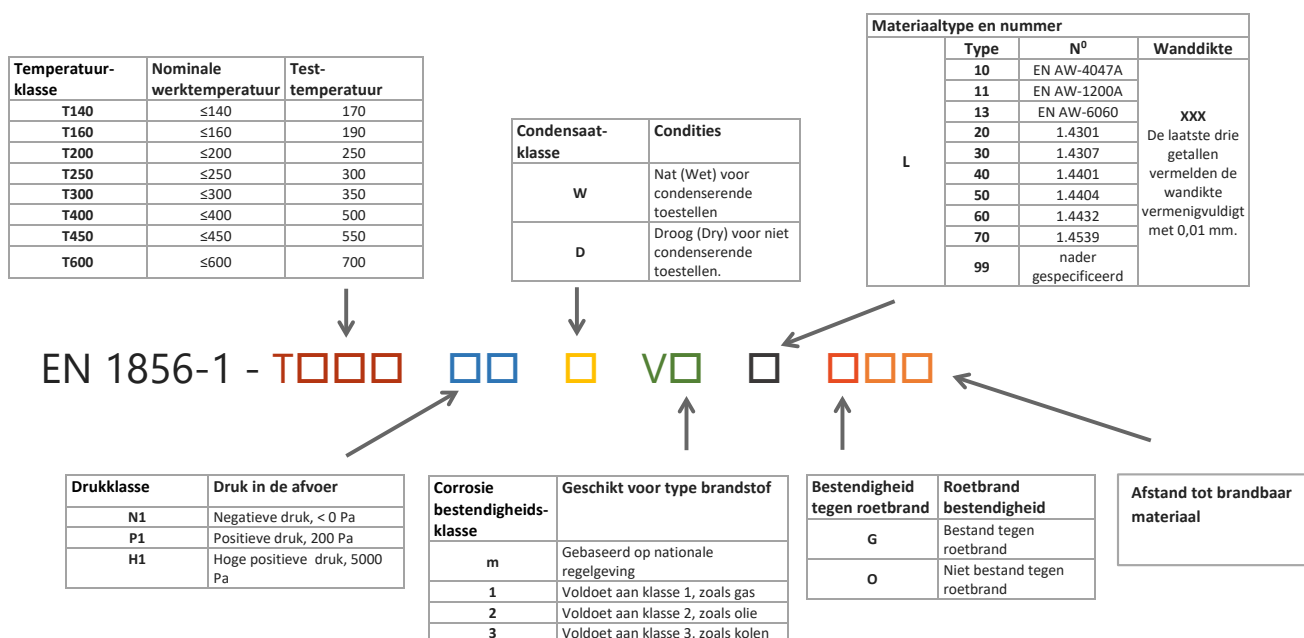 Materiaaltype en nummer
Type N⁰ Wanddikte
L
10 EN AW-4047A
11 EN AW-1200A
13 EN AW-6060
20 1.4301
30 1.4307
40 1.4401
50 1.4404
60 1.4432
70 1.4539
99 nader
gespecificeerd
XXX
De laatste drie
getallen
vermelden de
wandikte
vermenigvuldigt
met 0,01 mm.
Temperatuur-
klasse
Nominale
werktemperatuur
Test-
temperatuur
T140 ≤140 170
T160 ≤160 190
T200 ≤200 250
T250 ≤250 300
T300 ≤300 350
T400 ≤400 500
T450 ≤450 550
T600 ≤600 700
Condensaat-
klasse
Condities
W
Nat (Wet) voor
condenserende
toestellen
D
Droog (Dry) voor niet
condenserende
toestellen.
EN 1856-1 - T□□□ □□ □ V□ □ □□□
Drukklasse Druk in de afvoer
N1 Negatieve druk, < 0 Pa
P1 Positieve druk, 200 Pa
H1 Hoge positieve druk, 5000
Pa
Corrosie
bestendigheids-
klasse
Geschikt voor type brandstof
m
Gebaseerd op nationale
regelgeving
1 Voldoet aan klasse 1, zoals gas
2 Voldoet aan klasse 2, zoals olie
3 Voldoet aan klasse 3, zoals kolen
Bestendigheid
tegen roetbrand
Roetbrand
bestendigheid
G
Bestand tegen
roetbrand
O
Niet bestand tegen
roetbrand
Afstand tot brandbaar
materiaal